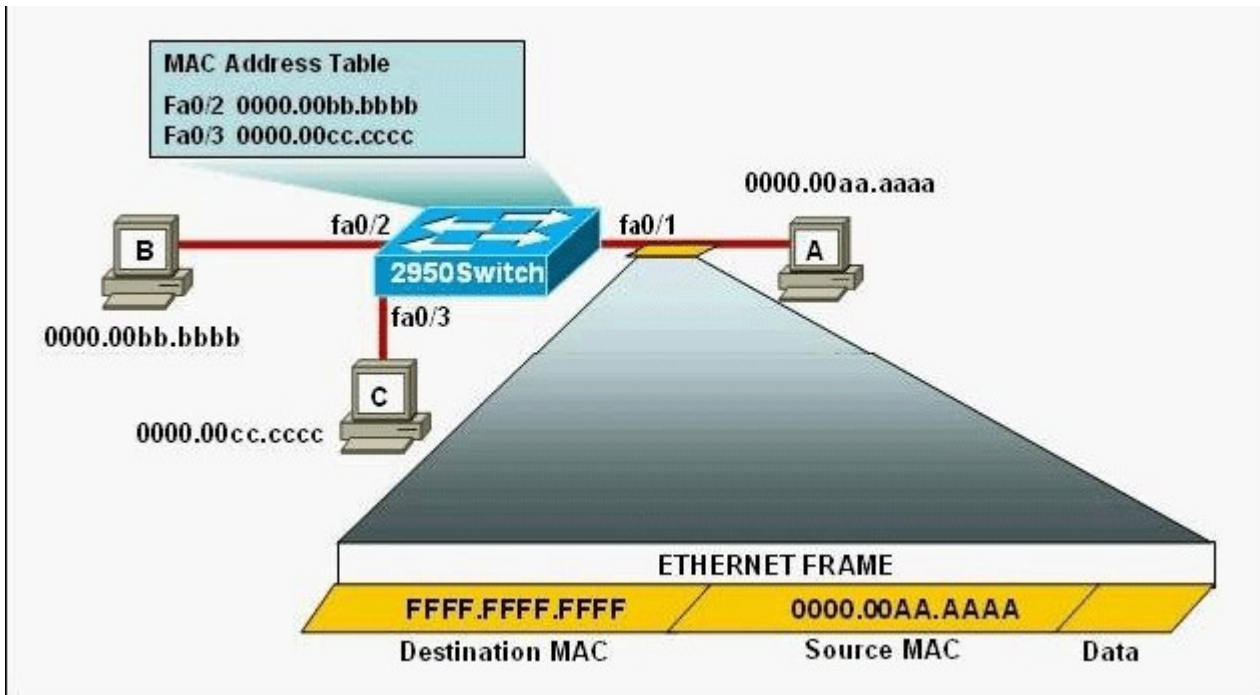 MAC Address Table
Fa0/2 0000.00bb.bbbb
Fa0/3 0000.00cc.cccc
0000.00aa.aaaa
fa0/2
fa0/1
B
A
2950Switch
fa0/3
0000.00bb.bbbb
C
0000.00cc.cccc
ETHERNET FRAME
FFFF.FFFF.FFFF 0000.00AA.AAAA
Destination MAC Source MAC Data